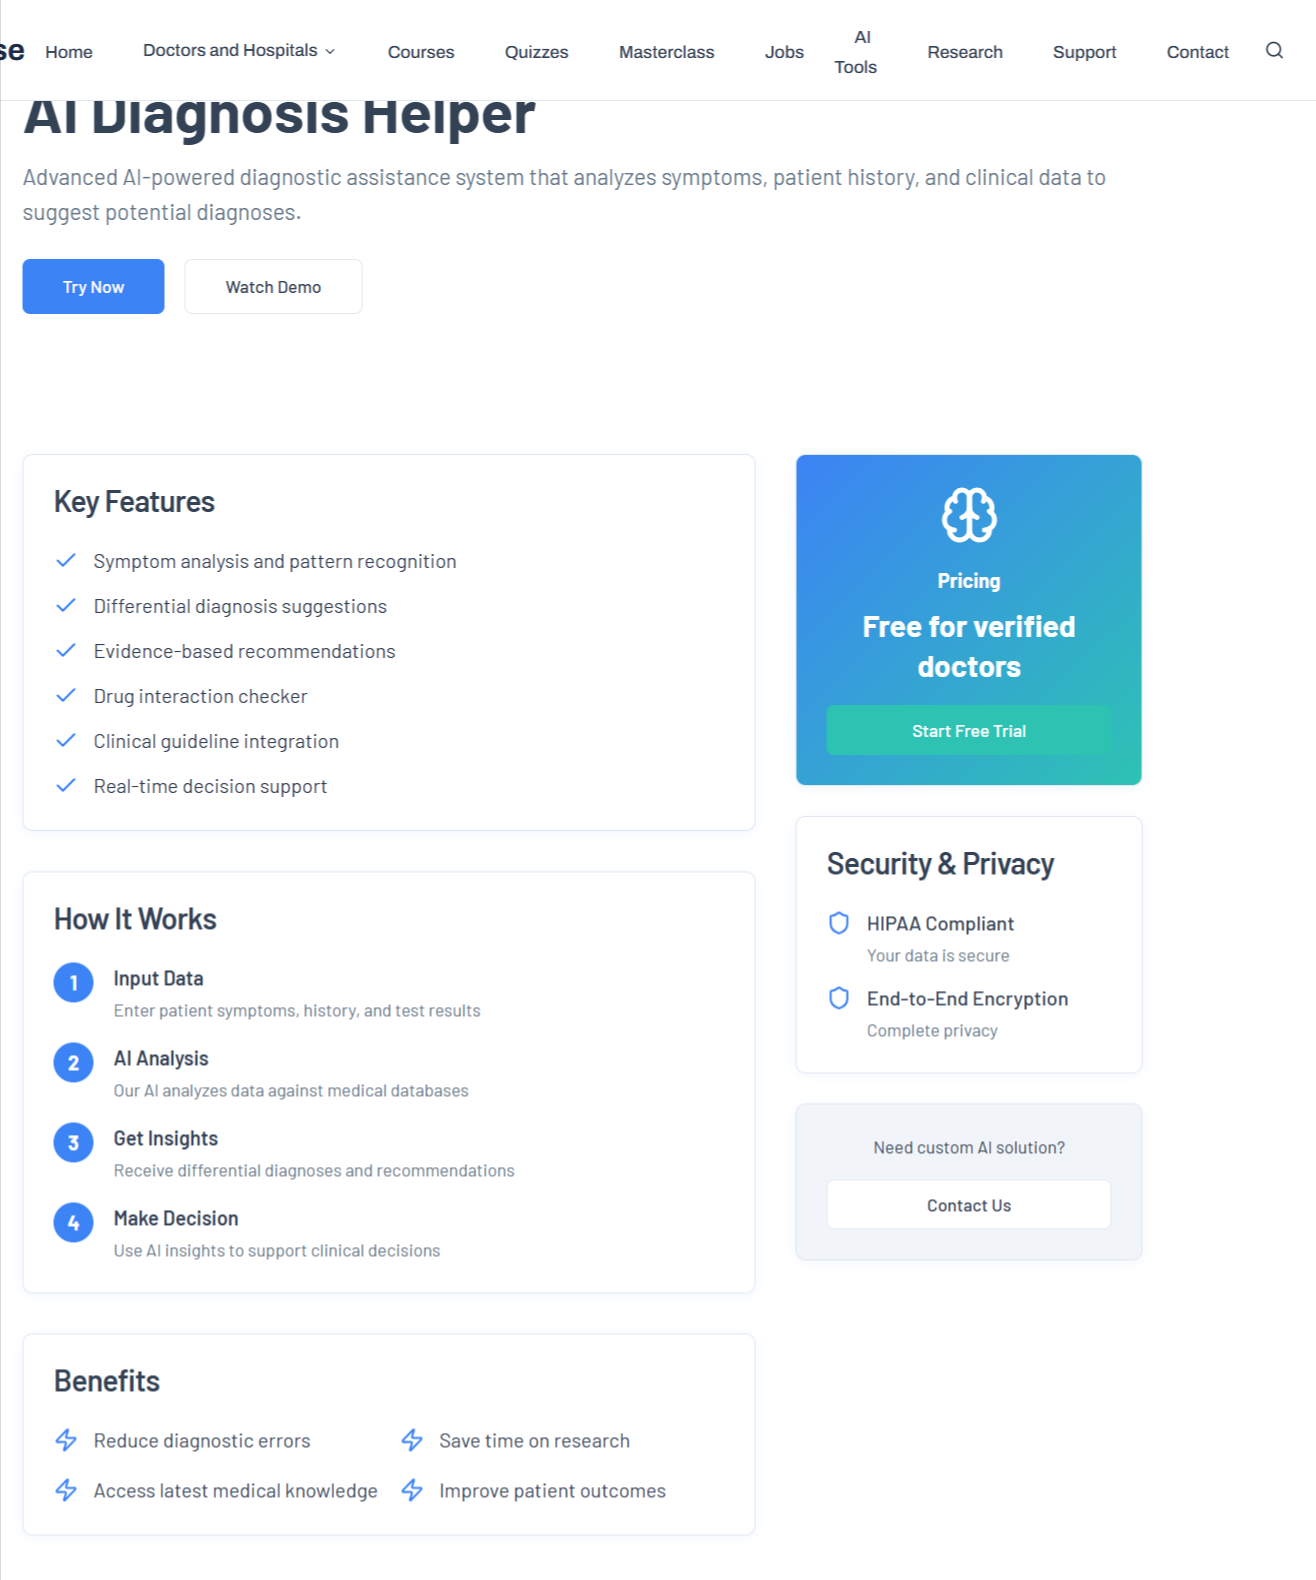 se
Home
Doctors and Hospitals
Courses
Quizzes
Masterclass
Jobs
AI
Tools
Research
Support
Contact
AI Diagnosis Helper
Advanced AI-powered diagnostic assistance system that analyzes symptoms, patient history, and clinical data to
suggest potential diagnoses.
Try Now
Watch Demo
Key Features
Symptom analysis and pattern recognition
Differential diagnosis suggestions
Evidence-based recommendations
Drug interaction checker
Clinical guideline integration
Real-time decision support
How It Works
1
Input Data
Enter patient symptoms, history, and test results
2
AI Analysis
Our AI analyzes data against medical databases
3
Get Insights
Receive differential diagnoses and recommendations
4
Make Decision
Use AI insights to support clinical decisions
Benefits
Reduce diagnostic errors
Save time on research
Access latest medical knowledge
Improve patient outcomes
Pricing
Free for verified
doctors
Start Free Trial
Security & Privacy
HIPAA Compliant
Your data is secure
End-to-End Encryption
Complete privacy
Need custom AI solution?
Contact Us